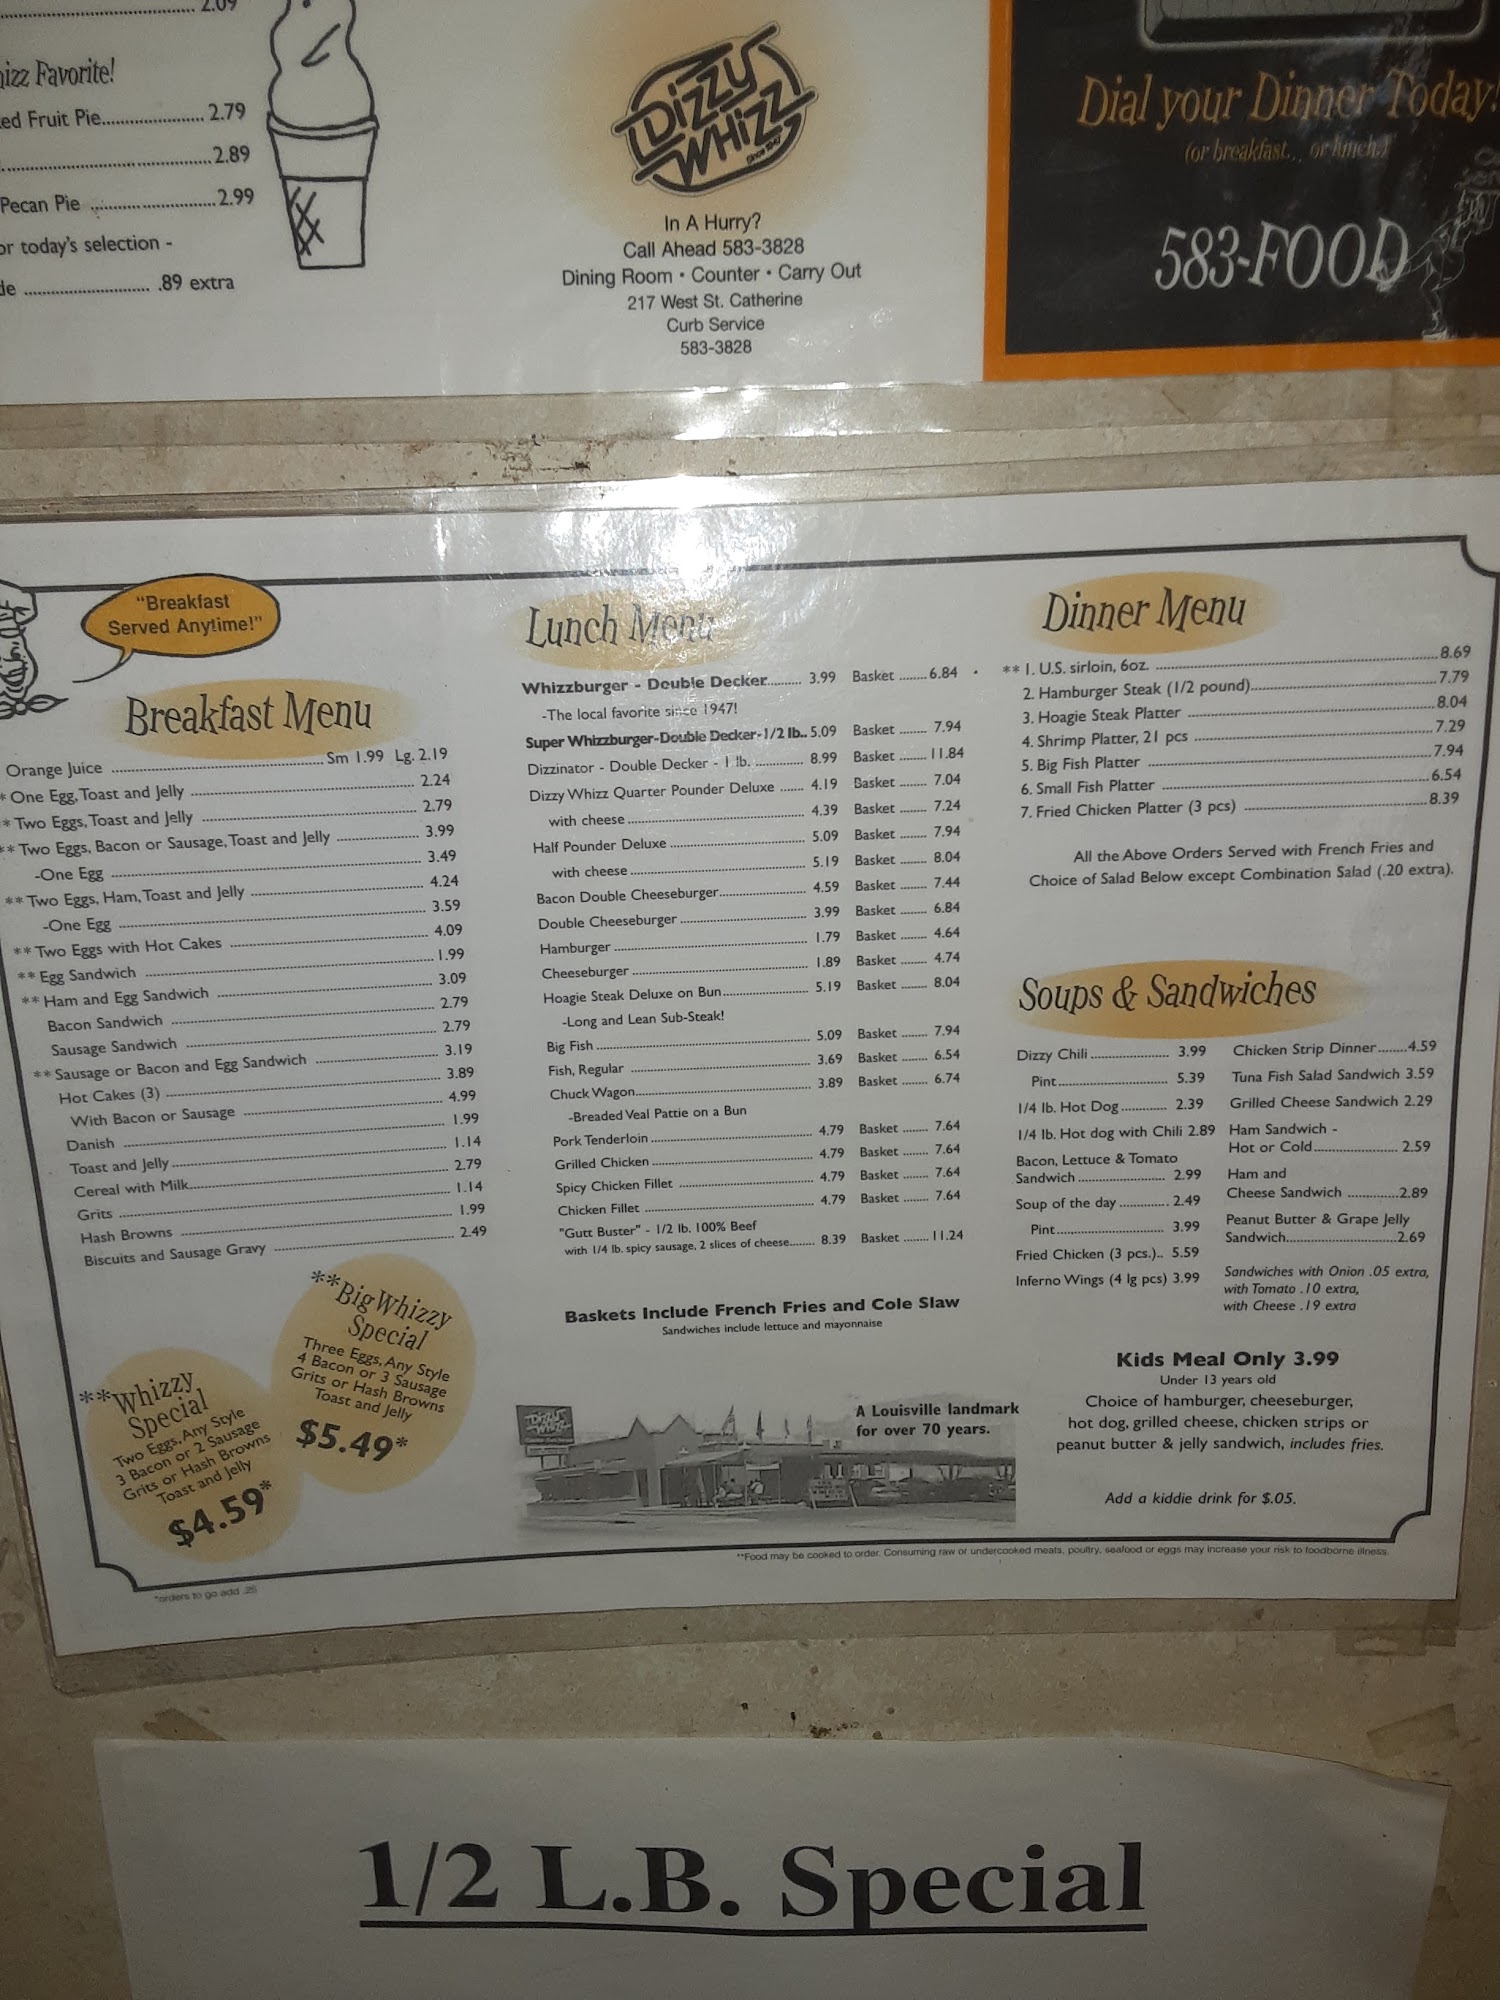 2.09
Favorite!
Fruit Pie..................... 2.79
2.89
Pecan Pie ........................ 2.99
today's selection -
........................ .89 extra
DIZZY
WHIZZ
Since 1947
In A Hurry?
Call Ahead 583-3828
Dining Room • Counter • Carry Out
217 West St. Catherine
Curb Service
583-3828
Dial your Dinner Today!
(or breakfast... or lunch.)
583-FOOD
"Breakfast
Served Anytime!"
Breakfast Menu
Orange Juice ........ Sm 1.99 Lg. 2.19
* One Egg, Toast and Jelly ........ 2.24
* Two Eggs, Toast and Jelly ........ 2.79
** Two Eggs, Bacon or Sausage, Toast and Jelly ........ 3.99
-One Egg ........ 3.49
** Two Eggs, Ham, Toast and Jelly ........ 4.24
-One Egg ........ 3.59
** Two Eggs with Hot Cakes ........ 4.09
** Egg Sandwich ........ 1.99
** Ham and Egg Sandwich ........ 3.09
Bacon Sandwich ........ 2.79
Sausage Sandwich ........ 2.79
** Sausage or Bacon and Egg Sandwich ........ 3.19
Hot Cakes (3) ........ 3.89
With Bacon or Sausage ........ 4.99
Danish ........ 1.99
Toast and Jelly ........ 1.14
Cereal with Milk ........ 2.79
Grits ........ 1.14
Hash Browns ........ 1.99
Biscuits and Sausage Gravy ........ 2.49
**Big Whizzy
Special
Three Eggs, Any Style
4 Bacon or 3 Sausage
Grits or Hash Browns
Toast and Jelly
$5.49*
**Whizzy
Special
Two Eggs, Any Style
3 Bacon or 2 Sausage
Grits or Hash Browns
Toast and Jelly
$4.59*
*orders to go add .25
Lunch Menu
Whizzburger - Double Decker......... 3.99 Basket ........ 6.84
-The local favorite since 1947!
Super Whizzburger-Double Decker-1/2 lb.. 5.09 Basket ........ 7.94
Dizzinator - Double Decker - 1 lb. ............ 8.99 Basket ........ 11.84
Dizzy Whizz Quarter Pounder Deluxe ...... 4.19 Basket ........ 7.04
with cheese ........ 4.39 Basket ........ 7.24
Half Pounder Deluxe ........ 5.09 Basket ........ 7.94
with cheese ........ 5.19 Basket ........ 8.04
Bacon Double Cheeseburger ........ 4.59 Basket ........ 7.44
Double Cheeseburger ........ 3.99 Basket ........ 6.84
Hamburger ........ 1.79 Basket ........ 4.64
Cheeseburger ........ 1.89 Basket ........ 4.74
Hoagie Steak Deluxe on Bun ........ 5.19 Basket ........ 8.04
-Long and Lean Sub-Steak!
Big Fish ........ 5.09 Basket ........ 7.94
Fish, Regular ........ 3.69 Basket ........ 6.54
Chuck Wagon ........ 3.89 Basket ........ 6.74
-Breaded Veal Pattie on a Bun
Pork Tenderloin ........ 4.79 Basket ........ 7.64
Grilled Chicken ........ 4.79 Basket ........ 7.64
Spicy Chicken Fillet ........ 4.79 Basket ........ 7.64
Chicken Fillet ........ 4.79 Basket ........ 7.64
"Gutt Buster" - 1/2 lb. 100% Beef
with 1/4 lb. spicy sausage, 2 slices of cheese ........ 8.39 Basket ........ 11.24
Baskets Include French Fries and Cole Slaw
Sandwiches include lettuce and mayonnaise
A Louisville landmark
for over 70 years.
Dinner Menu
** 1. U.S. sirloin, 6oz. ........ 8.69
2. Hamburger Steak (1/2 pound) ........ 7.79
3. Hoagie Steak Platter ........ 8.04
4. Shrimp Platter, 21 pcs ........ 7.29
5. Big Fish Platter ........ 7.94
6. Small Fish Platter ........ 6.54
7. Fried Chicken Platter (3 pcs) ........ 8.39
All the Above Orders Served with French Fries and
Choice of Salad Below except Combination Salad (.20 extra).
Soups & Sandwiches
Dizzy Chili ........ 3.99
Pint ........ 5.39
1/4 lb. Hot Dog ........ 2.39
1/4 lb. Hot dog with Chili 2.89
Bacon, Lettuce & Tomato
Sandwich ........ 2.99
Soup of the day ........ 2.49
Pint ........ 3.99
Fried Chicken (3 pcs.).. 5.59
Inferno Wings (4 lg pcs) 3.99
Chicken Strip Dinner ........ 4.59
Tuna Fish Salad Sandwich 3.59
Grilled Cheese Sandwich 2.29
Ham Sandwich -
Hot or Cold ........ 2.59
Ham and
Cheese Sandwich ........ 2.89
Peanut Butter & Grape Jelly
Sandwich ........ 2.69
Sandwiches with Onion .05 extra,
with Tomato .10 extra,
with Cheese .19 extra
Kids Meal Only 3.99
Under 13 years old
Choice of hamburger, cheeseburger,
hot dog, grilled cheese, chicken strips or
peanut butter & jelly sandwich, includes fries.
Add a kiddie drink for $.05.
**Food may be cooked to order. Consuming raw or undercooked meats, poultry, seafood or eggs may increase your risk to foodborne illness.
1/2 L.B. Special